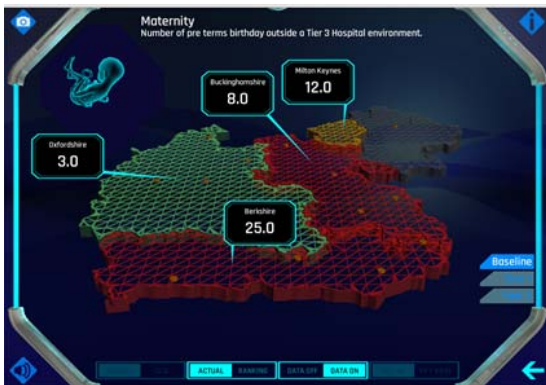 Maternity
Number of pre terms birthday outside a Tier 3 Hospital environment.
Milton Keynes
12.0
Buckinghamshire
8.0
Oxfordshire
3.0
Berkshire
25.0
Baseline
ACTUAL RANKING DATA OFF DATA ON